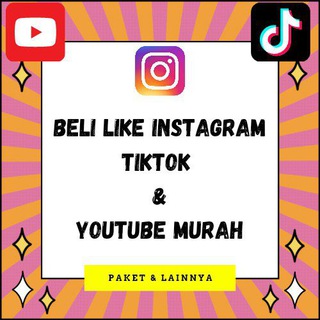 BELI LIKE INSTAGRAM
TIKTOK
&
YOUTUBE MURAH
PAKET & LAINNYA